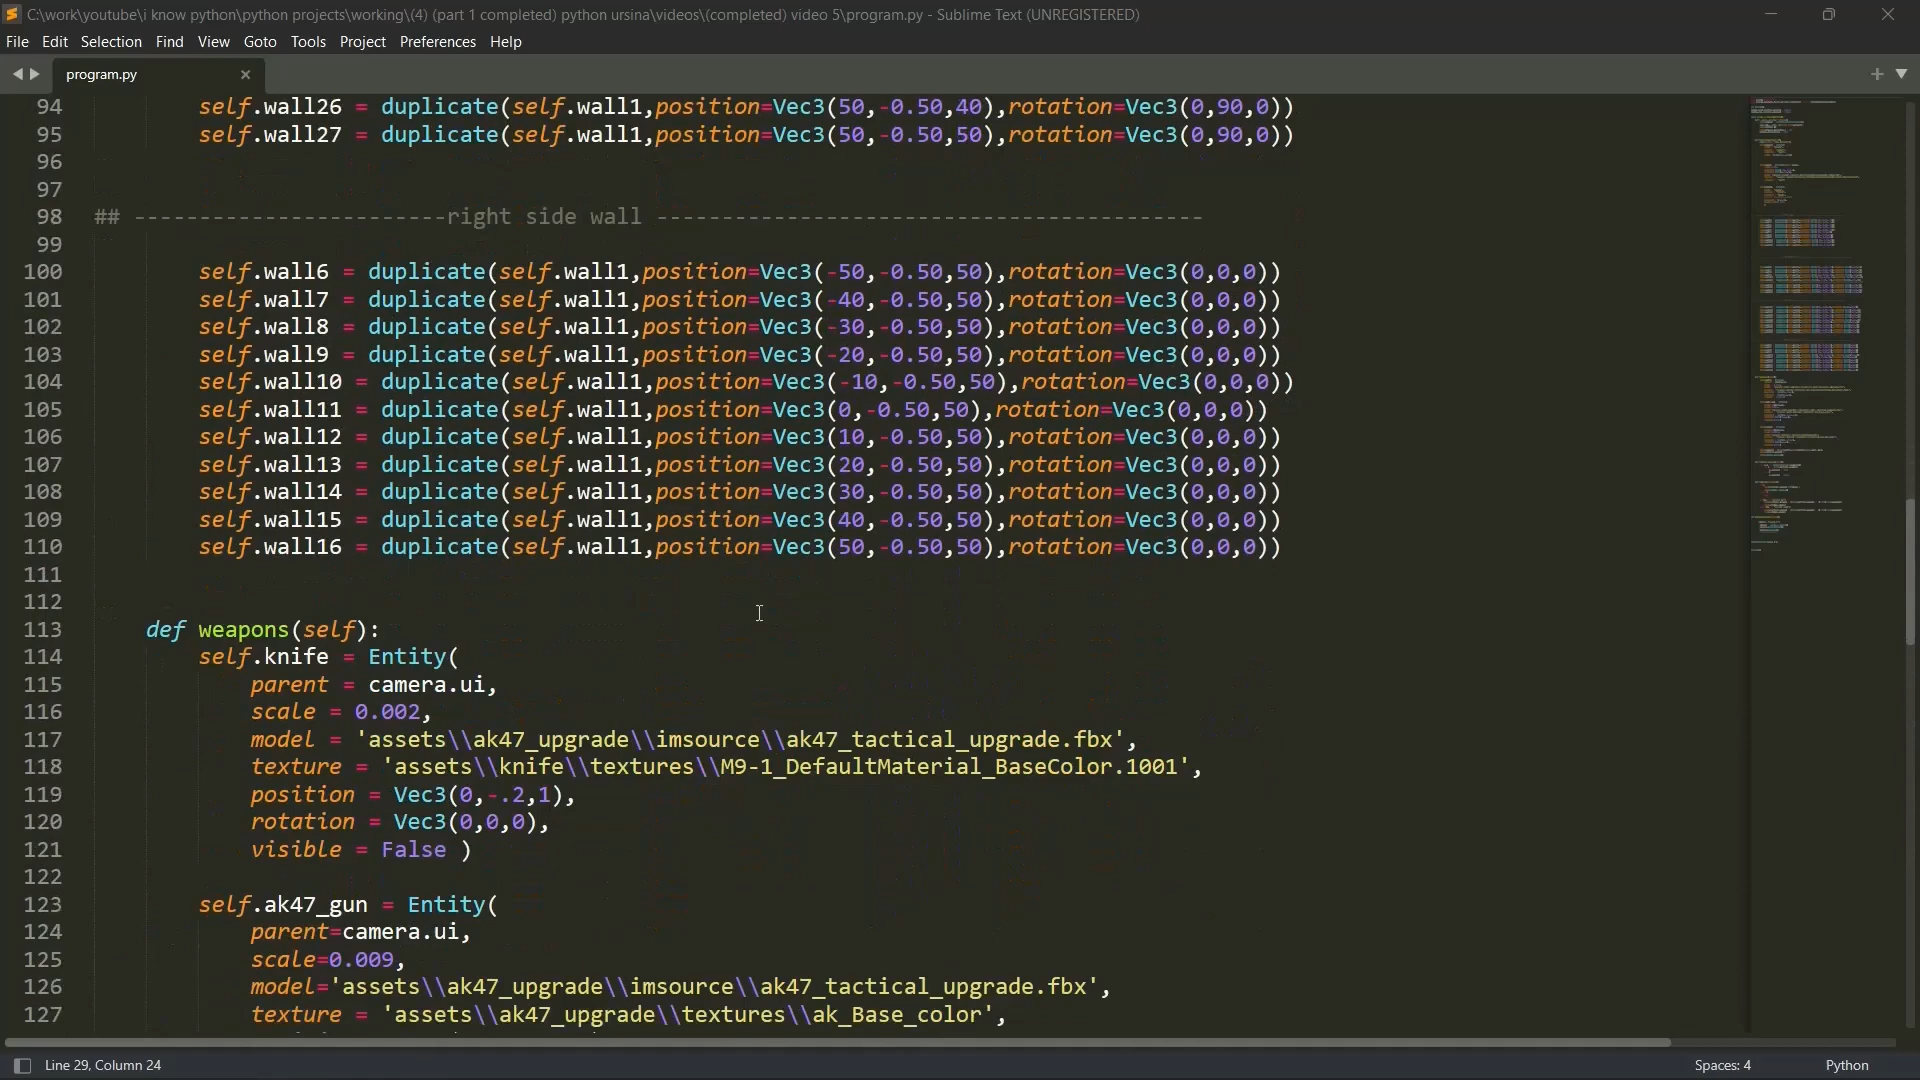 C:\work\youtube\i know python\python projects\working\(4) (part 1 completed) python ursina\videos\(completed) video 5\program.py - Sublime Text (UNREGISTERED)
File Edit Selection Find View Goto Tools Project Preferences Help
program.py
94 self.wall26 = duplicate(self.wall1,position=Vec3(50,-0.50,40),rotation=Vec3(0,90,0))
95 self.wall27 = duplicate(self.wall1,position=Vec3(50,-0.50,50),rotation=Vec3(0,90,0))
96
97
98 ## ------------------------right side wall ------------------------------------------
99
100 self.wall6 = duplicate(self.wall1,position=Vec3(-50,-0.50,50),rotation=Vec3(0,0,0))
101 self.wall7 = duplicate(self.wall1,position=Vec3(-40,-0.50,50),rotation=Vec3(0,0,0))
102 self.wall8 = duplicate(self.wall1,position=Vec3(-30,-0.50,50),rotation=Vec3(0,0,0))
103 self.wall9 = duplicate(self.wall1,position=Vec3(-20,-0.50,50),rotation=Vec3(0,0,0))
104 self.wall10 = duplicate(self.wall1,position=Vec3(-10,-0.50,50),rotation=Vec3(0,0,0))
105 self.wall11 = duplicate(self.wall1,position=Vec3(0,-0.50,50),rotation=Vec3(0,0,0))
106 self.wall12 = duplicate(self.wall1,position=Vec3(10,-0.50,50),rotation=Vec3(0,0,0))
107 self.wall13 = duplicate(self.wall1,position=Vec3(20,-0.50,50),rotation=Vec3(0,0,0))
108 self.wall14 = duplicate(self.wall1,position=Vec3(30,-0.50,50),rotation=Vec3(0,0,0))
109 self.wall15 = duplicate(self.wall1,position=Vec3(40,-0.50,50),rotation=Vec3(0,0,0))
110 self.wall16 = duplicate(self.wall1,position=Vec3(50,-0.50,50),rotation=Vec3(0,0,0))
111
112
113 def weapons(self):
114 self.knife = Entity(
115 parent = camera.ui,
116 scale = 0.002,
117 model = 'assets\\ak47_upgrade\\imsource\\ak47_tactical_upgrade.fbx',
118 texture = 'assets\\knife\\textures\\M9-1_DefaultMaterial_BaseColor.1001',
119 position = Vec3(0,-.2,1),
120 rotation = Vec3(0,0,0),
121 visible = False )
122
123 self.ak47_gun = Entity(
124 parent=camera.ui,
125 scale=0.009,
126 model='assets\\ak47_upgrade\\imsource\\ak47_tactical_upgrade.fbx',
127 texture = 'assets\\ak47_upgrade\\textures\\ak_Base_color',
Line 29, Column 24
Spaces: 4
Python